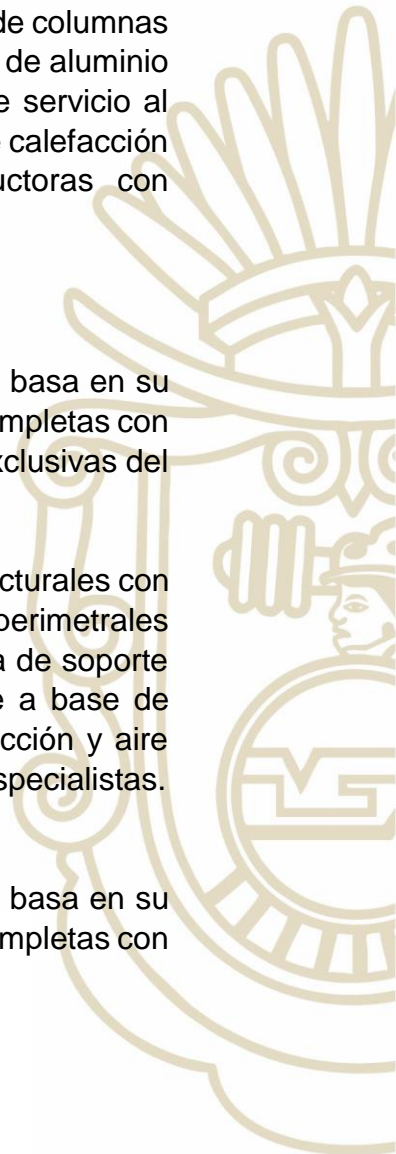 de columnas
de aluminio
e servicio al
calefacción
uctoras con
basa en su
mpletas con
xclusivas del
cturales con
perimetrales
a de soporte
e a base de
cción y aire
specialistas.
basa en su
mpletas con